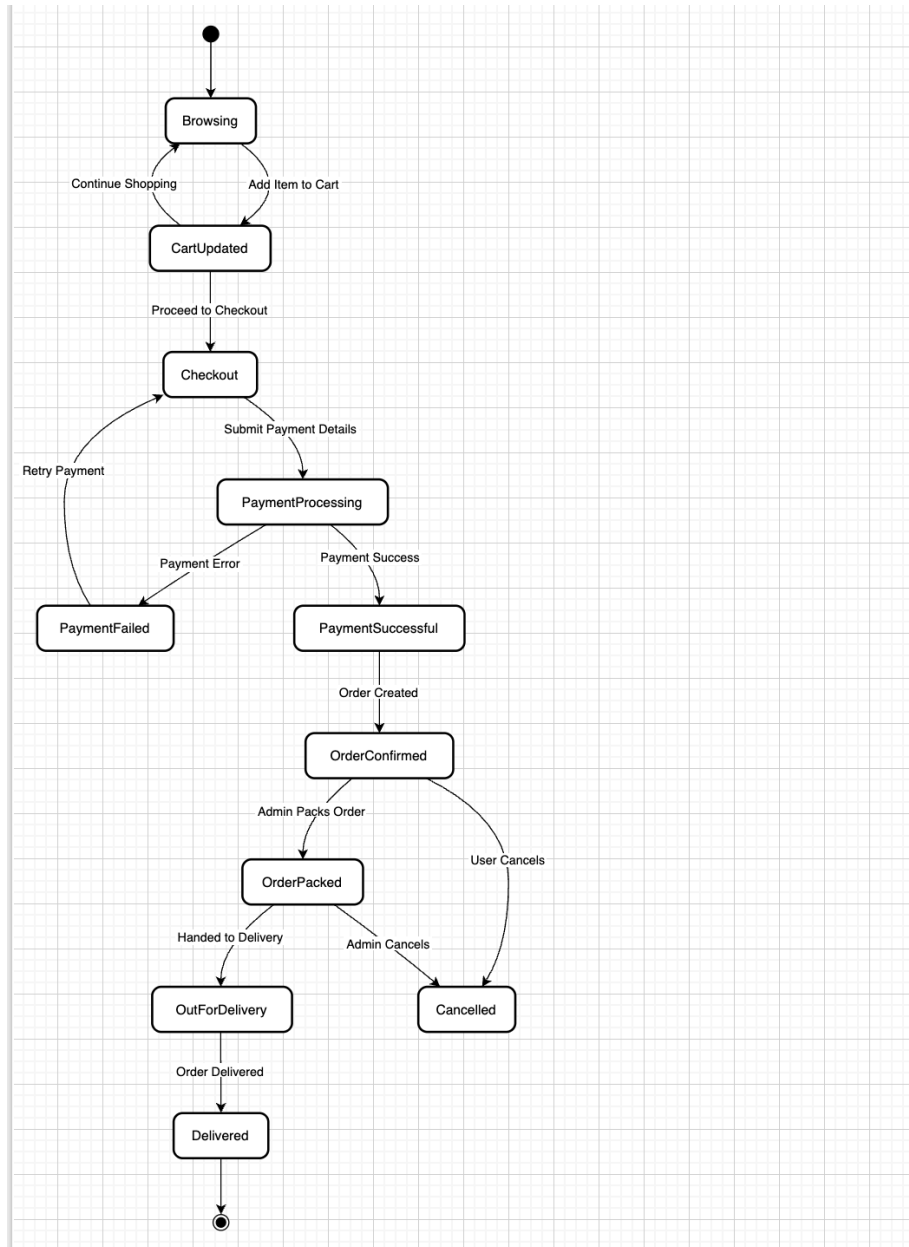 Browsing
Continue Shopping
Add Item to Cart
CartUpdated
Proceed to Checkout
Checkout
Submit Payment Details
Retry Payment
PaymentProcessing
Payment Error
Payment Success
PaymentFailed
PaymentSuccessful
Order Created
OrderConfirmed
Admin Packs Order
User Cancels
OrderPacked
Handed to Delivery
Admin Cancels
OutForDelivery
Cancelled
Order Delivered
Delivered